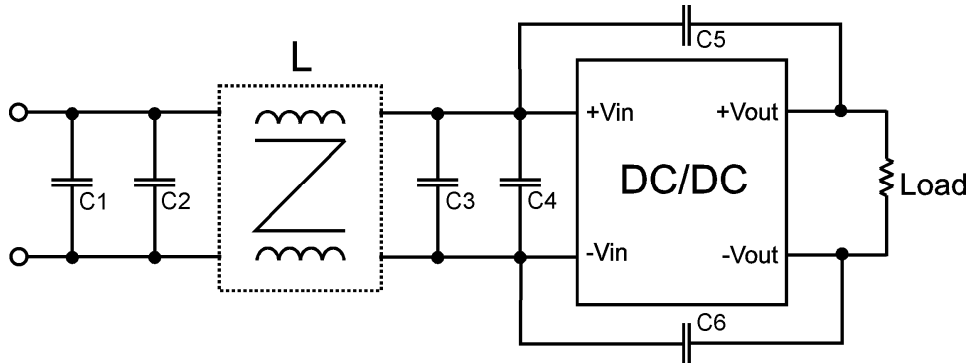 C5
L
+Vin
+Vout
C1
C2
C3
C4
DC/DC
Load
-Vin
-Vout
C6